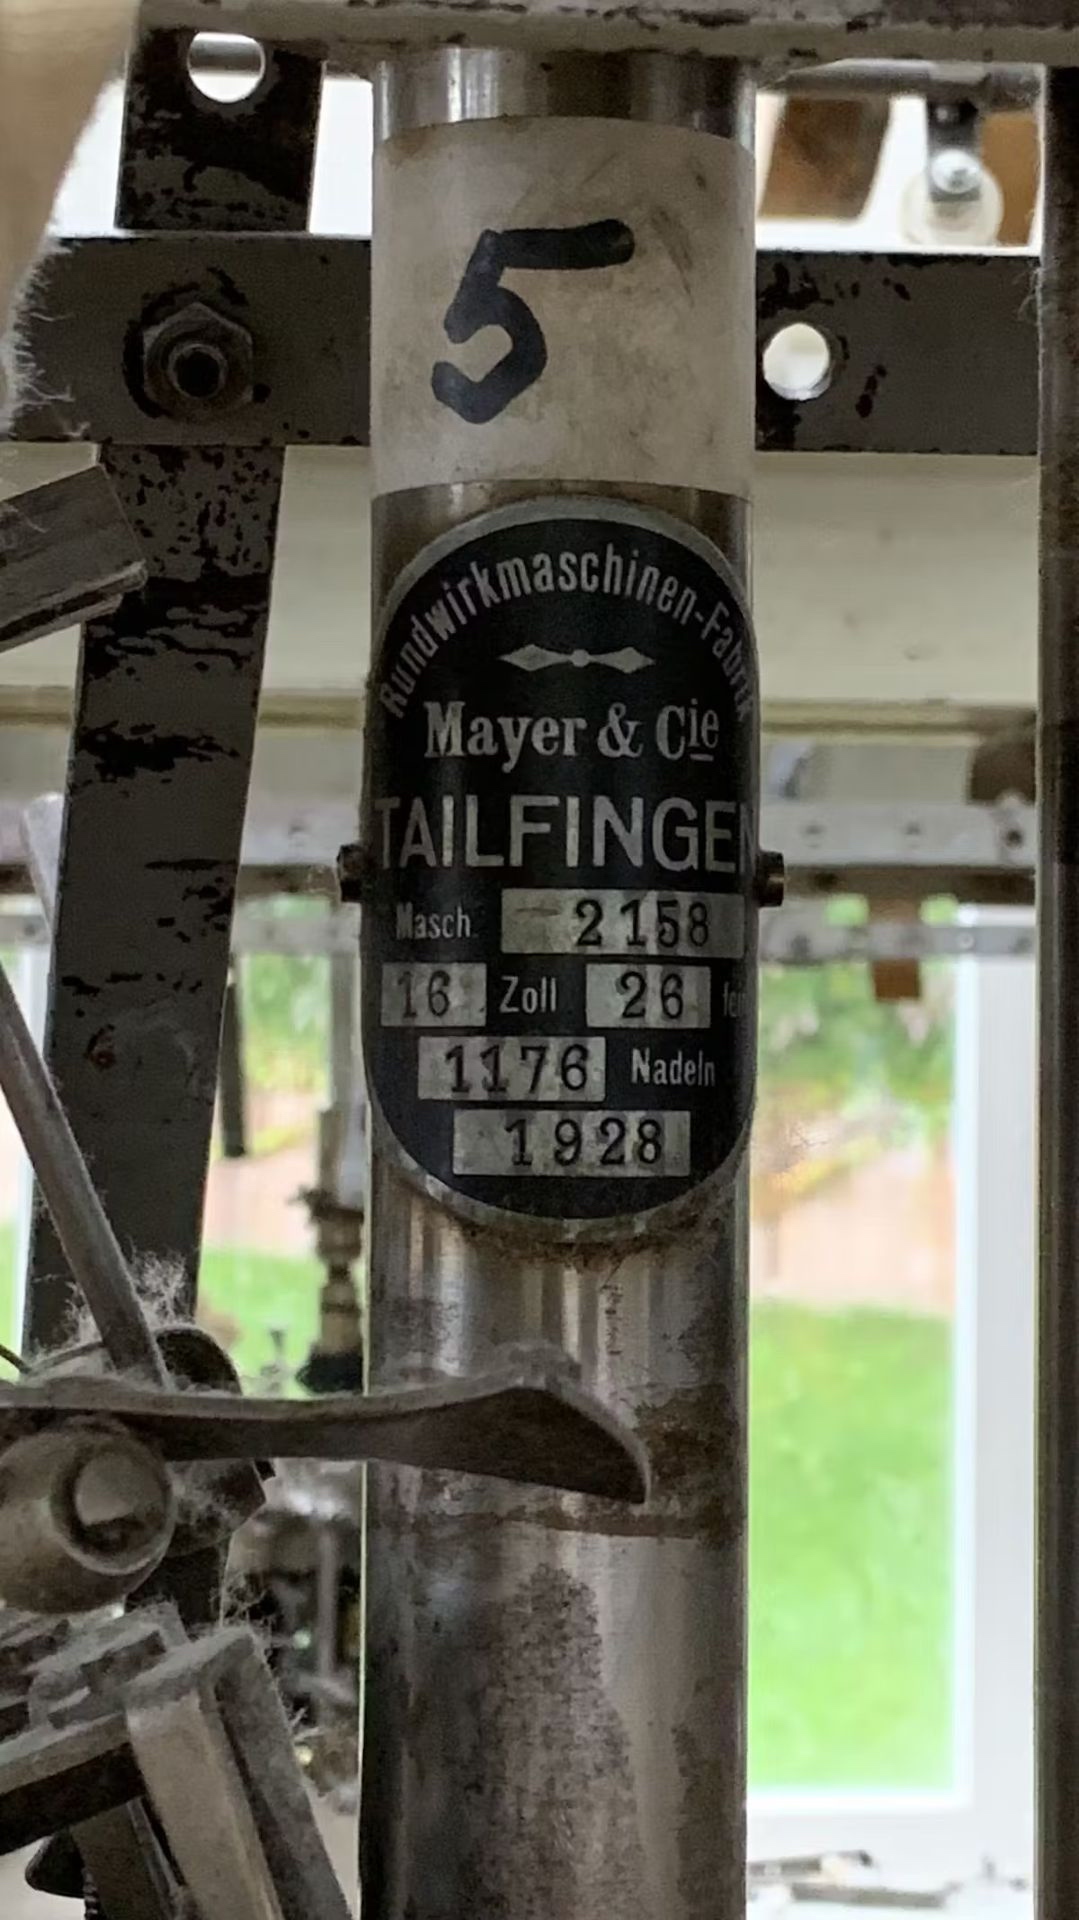 5
Rundwirkmaschinen-Fabrik
Mayer & Cie
TAILFINGEN
Masch. 2158
16 Zoll 26
1176 Nadeln
1928